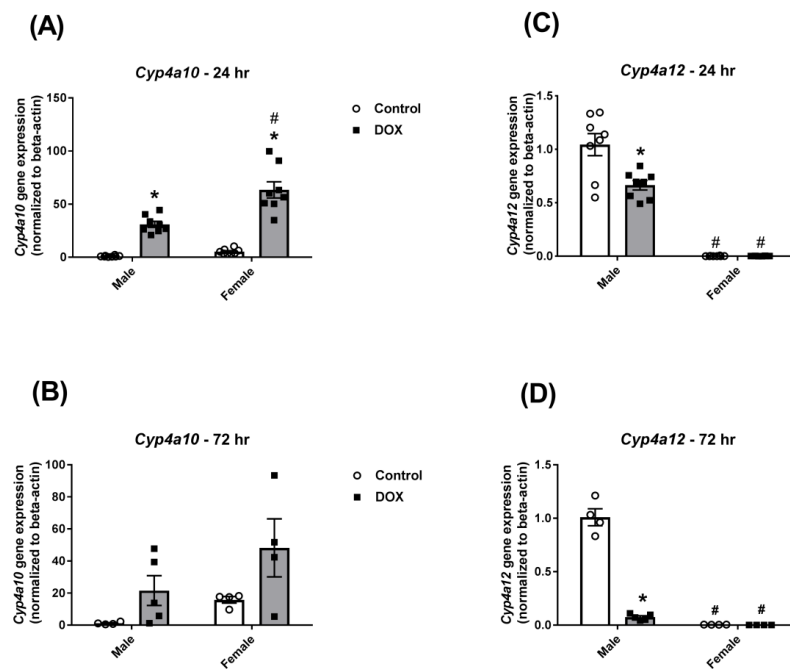 (A)
Cyp4a10 - 24 hr
Cyp4a10 gene expression
(normalized to beta-actin)
150
100
50
0
*
#
*
Male
Female
Control
DOX
(C)
Cyp4a12 - 24 hr
Cyp4a12 gene expression
(normalized to beta-actin)
1.5
1.0
0.5
0.0
*
#
#
Male
Female
(B)
Cyp4a10 - 72 hr
Cyp4a10 gene expression
(normalized to beta-actin)
100
80
60
40
20
0
Male
Female
Control
DOX
(D)
Cyp4a12 - 72 hr
Cyp4a12 gene expression
(normalized to beta-actin)
1.5
1.0
0.5
0.0
*
#
#
Male
Female